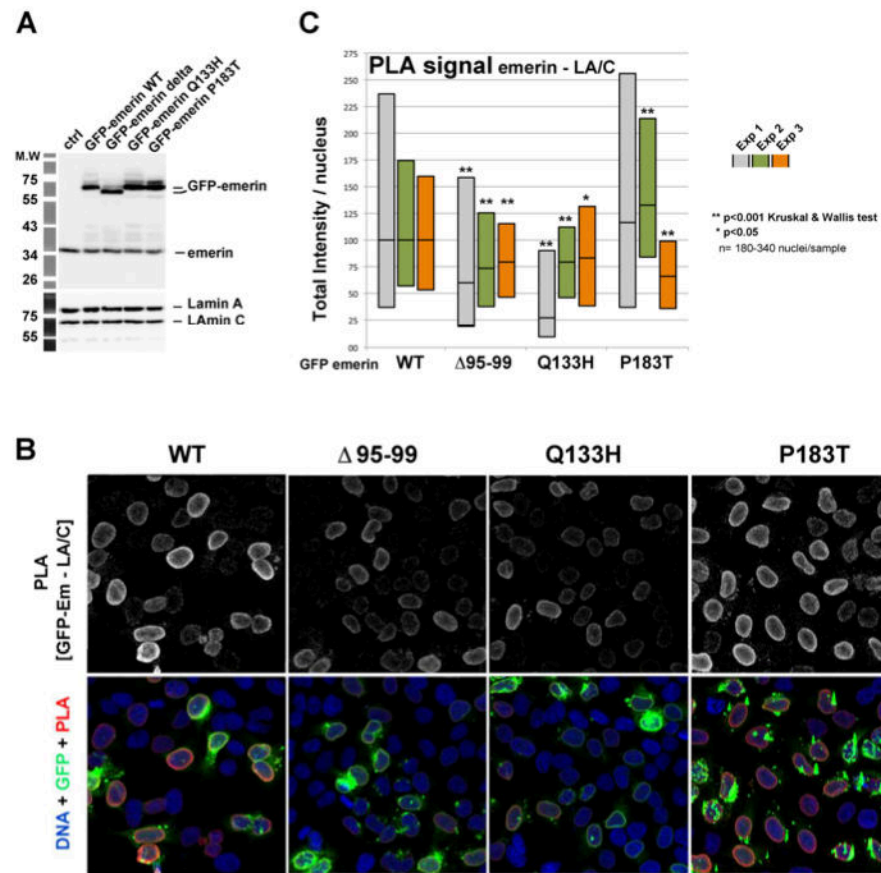 A
ctrl
GFP-emerin WT
GFP-emerin delta
GFP-emerin Q133H
GFP-emerin P183T
M.W
75
55
43
34
26
75
55
GFP-emerin
emerin
Lamin A
LAmin C
C
PLA signal emerin - LA/C
Total Intensity / nucleus
275
250
225
200
175
150
125
100
75
50
25
00
** ** **
** ** *
** **
GFP emerin WT Δ95-99 Q133H P183T
Exp 1
Exp 2
Exp 3
** p<0.001 Kruskal & Wallis test
* p<0.05
n= 180-340 nuclei/sample
B
WT Δ 95-99 Q133H P183T
PLA
[GFP-Em - LA/C]
DNA + GFP + PLA